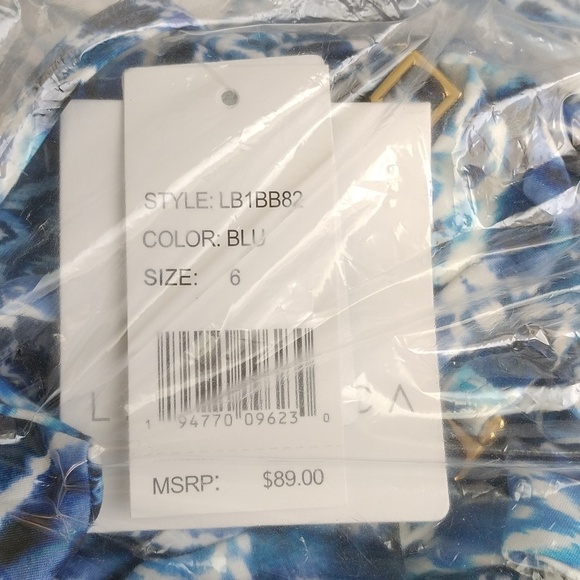 STYLE: LB1BB82
COLOR: BLU
SIZE: 6
1 94770 09623 0
MSRP: $89.00